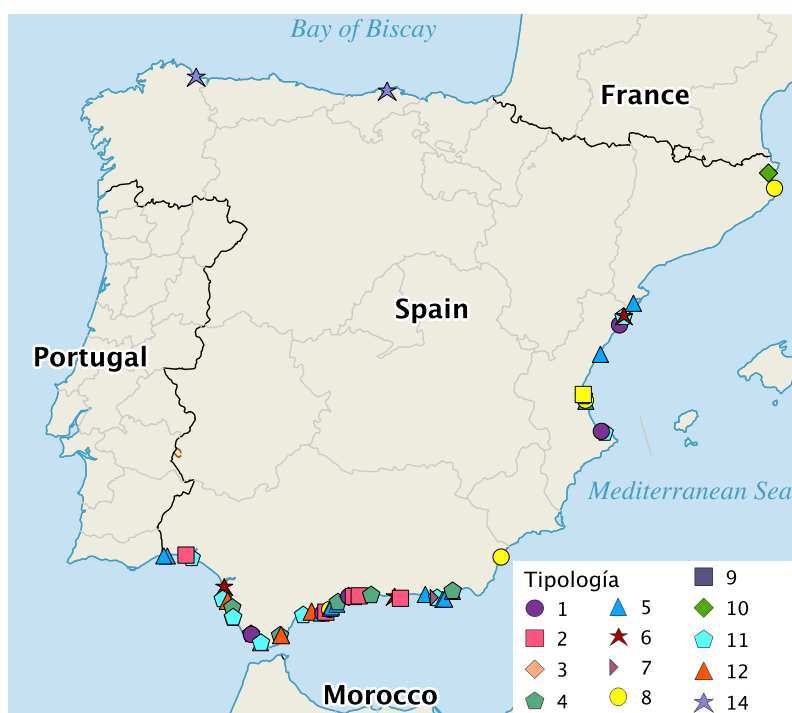 Bay of Biscay
France
Spain
Portugal
Mediterranean Sea
Morocco
Tipología
1
2
3
4
5
6
7
8
9
10
11
12
14